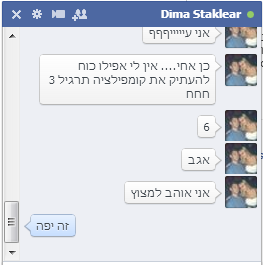 Dima Staklear
אני עייייייףףף
כן אחי.... אין לי אפילו כוח
להעתיק את קומפילציה תרגיל 3
חחח
6
אגב
אני אוהב למצוץ
זה יפה